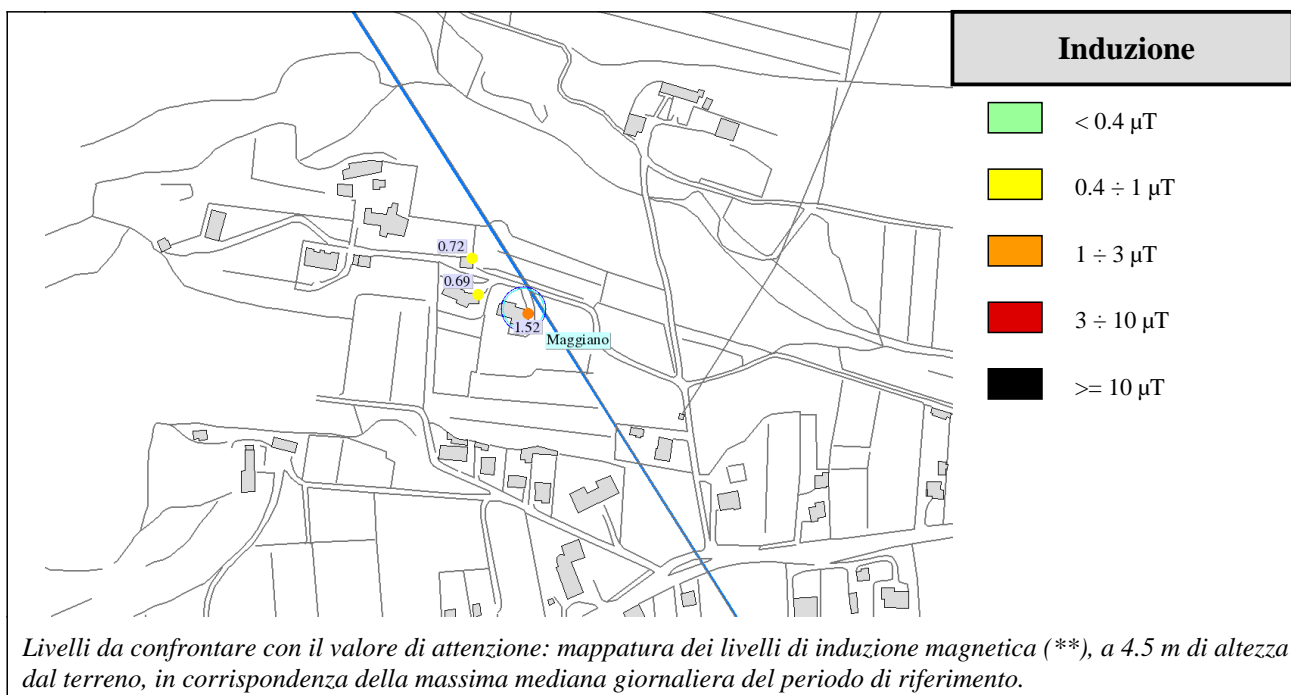 Induzione
< 0.4 µT
0.4 ÷ 1 µT
1 ÷ 3 µT
3 ÷ 10 µT
>= 10 µT
0.72
0.69
1.52
Maggiano
Livelli da confrontare con il valore di attenzione: mappatura dei livelli di induzione magnetica (**), a 4.5 m di altezza
dal terreno, in corrispondenza della massima mediana giornaliera del periodo di riferimento.